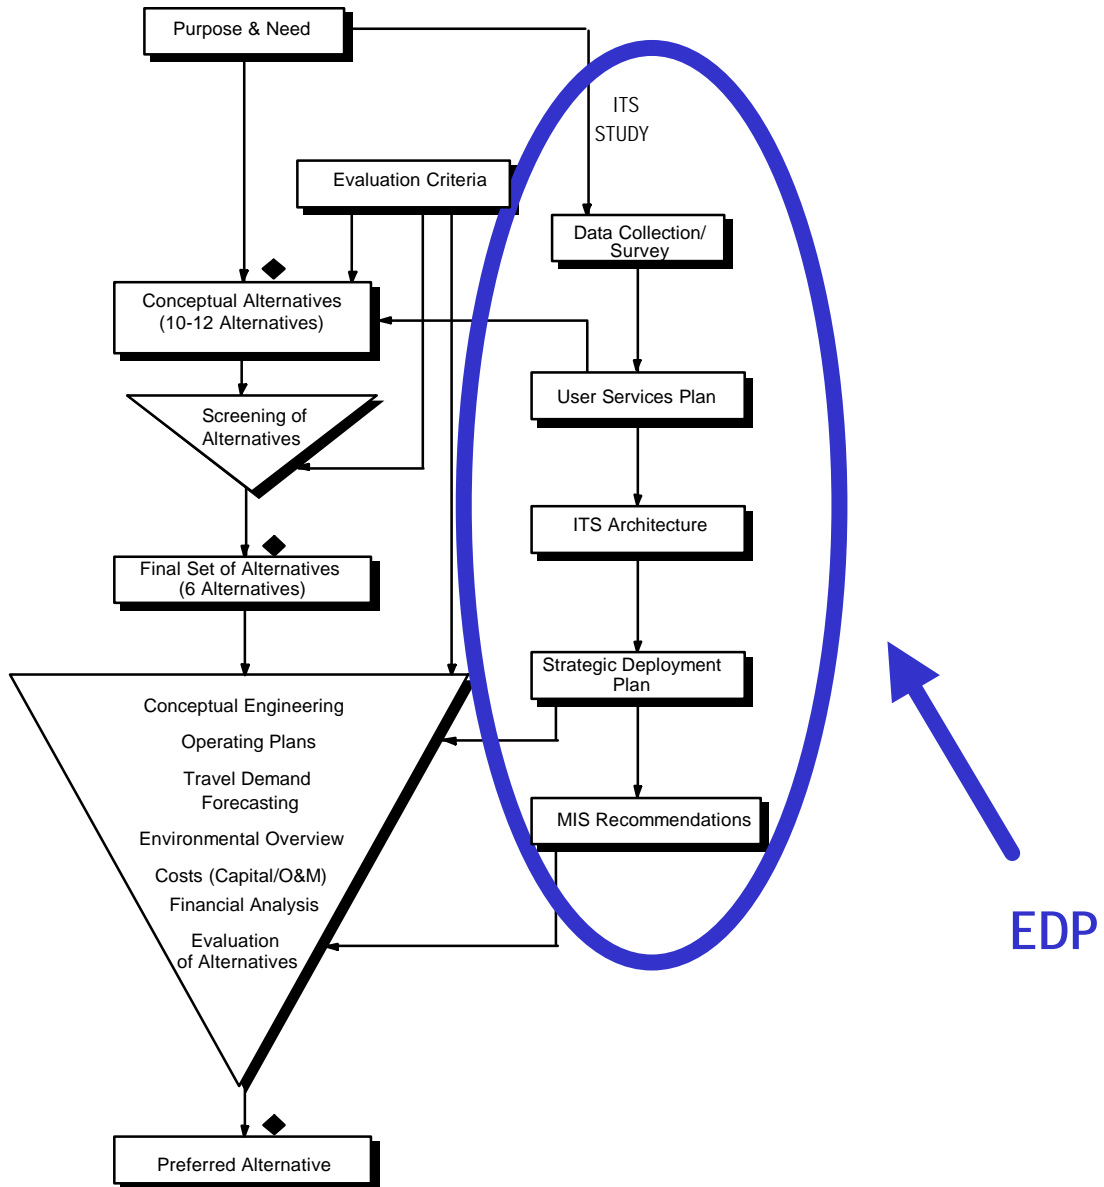 Purpose & Need
ITS
STUDY
Evaluation Criteria
Data Collection/
Survey
Conceptual Alternatives
(10-12 Alternatives)
User Services Plan
Screening of
Alternatives
ITS Architecture
Final Set of Alternatives
(6 Alternatives)
Strategic Deployment
Plan
Conceptual Engineering
Operating Plans
Travel Demand
Forecasting
MIS Recommendations
Environmental Overview
Costs (Capital/O&M)
Financial Analysis
Evaluation
of Alternatives
EDP
Preferred Alternative